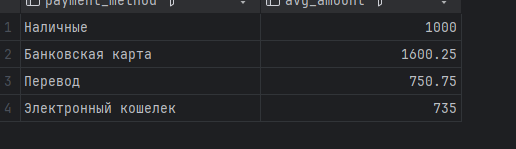 payment_method avg_amount
1 Наличные 1000
2 Банковская карта 1600.25
3 Перевод 750.75
4 Электронный кошелек 735